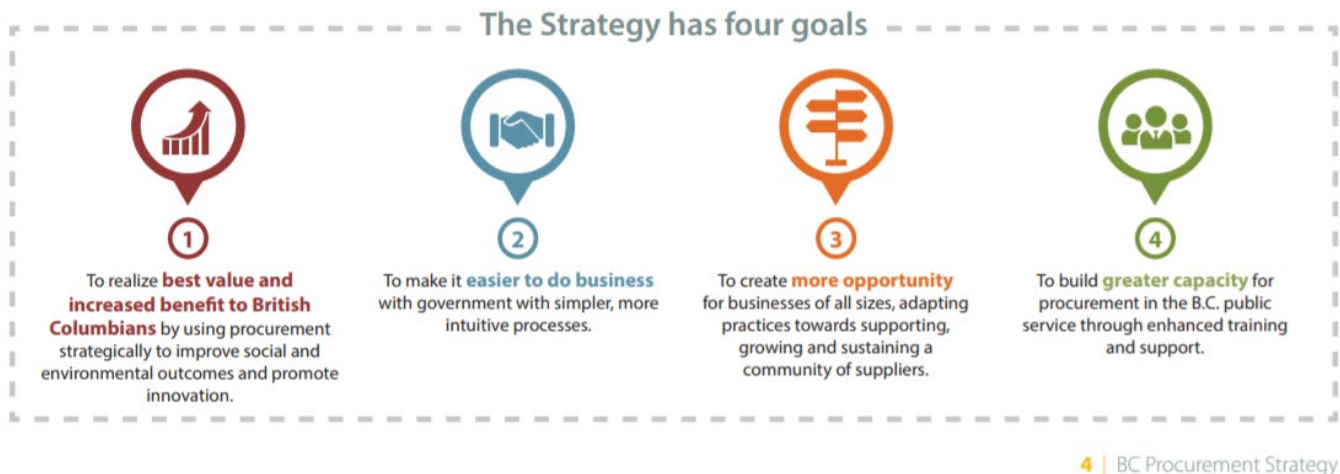 The Strategy has four goals
1
To realize best value and
increased benefit to British
Columbians by using procurement
strategically to improve social and
environmental outcomes and promote
innovation.
2
To make it easier to do business
with government with simpler, more
intuitive processes.
3
To create more opportunity
for businesses of all sizes, adapting
practices towards supporting,
growing and sustaining a
community of suppliers.
4
To build greater capacity for
procurement in the B.C. public
service through enhanced training
and support.
4 | BC Procurement Strategy